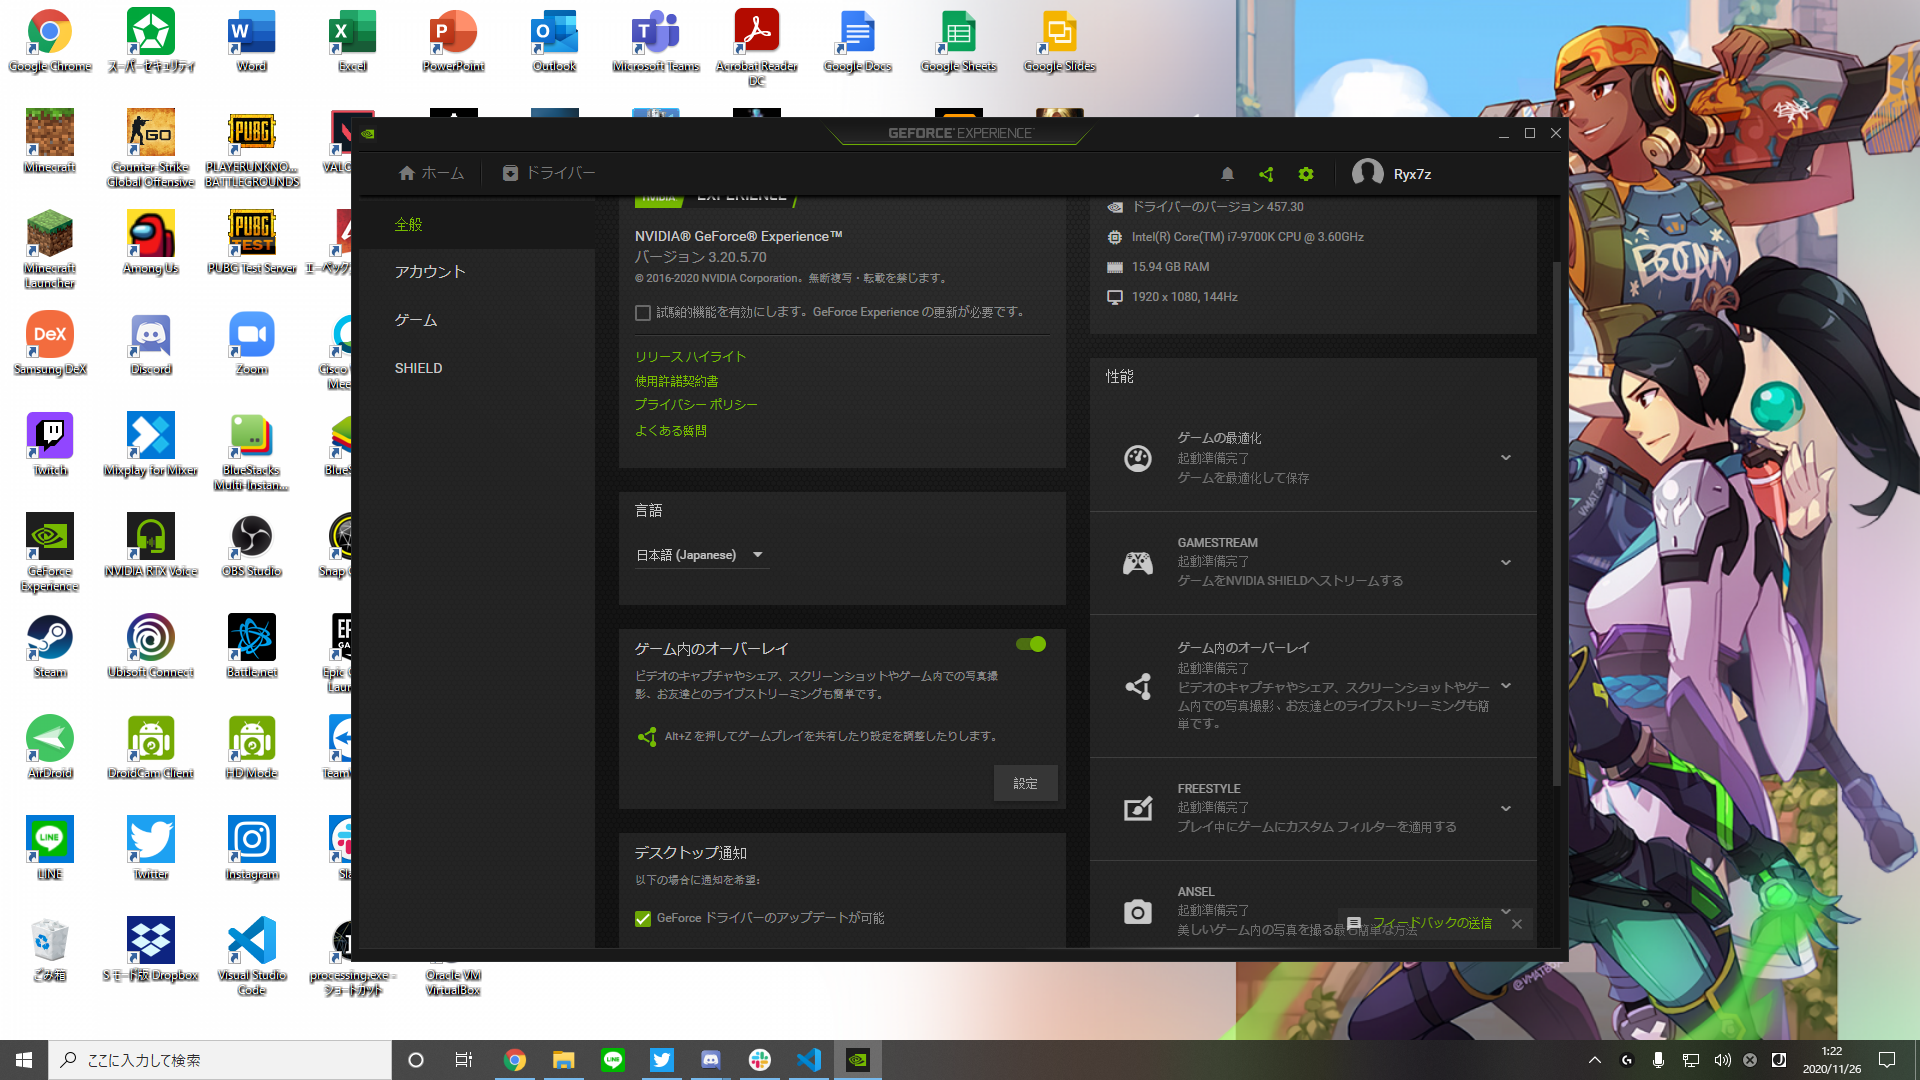 Google Chrome
スーパーセキュリティ
Word
Excel
PowerPoint
Outlook
Microsoft Teams
Acrobat Reader
DC
Google Docs
Google Sheets
Google Slides
Minecraft
Counter-Strike
Global Offensive
PLAYERUNKNO...
BATTLEGROUNDS
VALO
Minecraft
Launcher
Among Us
PUBG Test Server
エーペックス
Samsung DeX
Discord
Zoom
Cisco
Mee
Twitch
Mixplay for Mixer
BlueStacks
Multi-Instan...
BlueS
GeForce
Experience
NVIDIA RTX Voice
OBS Studio
Snap C
Steam
Ubisoft Connect
Battle.net
Epic
Laun
AirDroid
DroidCam Client
HD Mode
Team
LINE
Twitter
Instagram
Sla
ごみ箱
Sモード版 Dropbox
Visual Studio
Code
processing.exe -
ショートカット
Oracle VM
VirtualBox
GEFORCE EXPERIENCE
ホーム
ドライバー
Ryx7z
全般
アカウント
ゲーム
SHIELD
NVIDIA EXPERIENCE
NVIDIA® GeForce® Experience™
バージョン 3.20.5.70
© 2016-2020 NVIDIA Corporation。無断複写・転載を禁じます。
試験的機能を有効にします。GeForce Experience の更新が必要です。
リリース ハイライト
使用許諾契約書
プライバシー ポリシー
よくある質問
言語
日本語 (Japanese)
ゲーム内のオーバーレイ
ビデオのキャプチャやシェア、スクリーンショットやゲーム内での写真撮
影、お友達とのライブストリーミングも簡単です。
Alt+Z を押してゲームプレイを共有したり設定を調整したりします。
設定
デスクトップ通知
以下の場合に通知を希望:
GeForce ドライバーのアップデートが可能
ドライバーのバージョン 457.30
Intel(R) Core(TM) i7-9700K CPU @ 3.60GHz
15.94 GB RAM
1920 x 1080, 144Hz
性能
ゲームの最適化
起動準備完了
ゲームを最適化して保存
GAMESTREAM
起動準備完了
ゲームをNVIDIA SHIELDへストリームする
ゲーム内のオーバーレイ
起動準備完了
ビデオのキャプチャやシェア、スクリーンショットやゲー
ム内での写真撮影、お友達とのライブストリーミングも簡
単です。
FREESTYLE
起動準備完了
プレイ中にゲームにカスタム フィルターを適用する
ANSEL
起動準備完了
美しいゲーム内の写真を撮る最も簡単な方法
フィードバックの送信
ここに入力して検索
1:22
2020/11/26